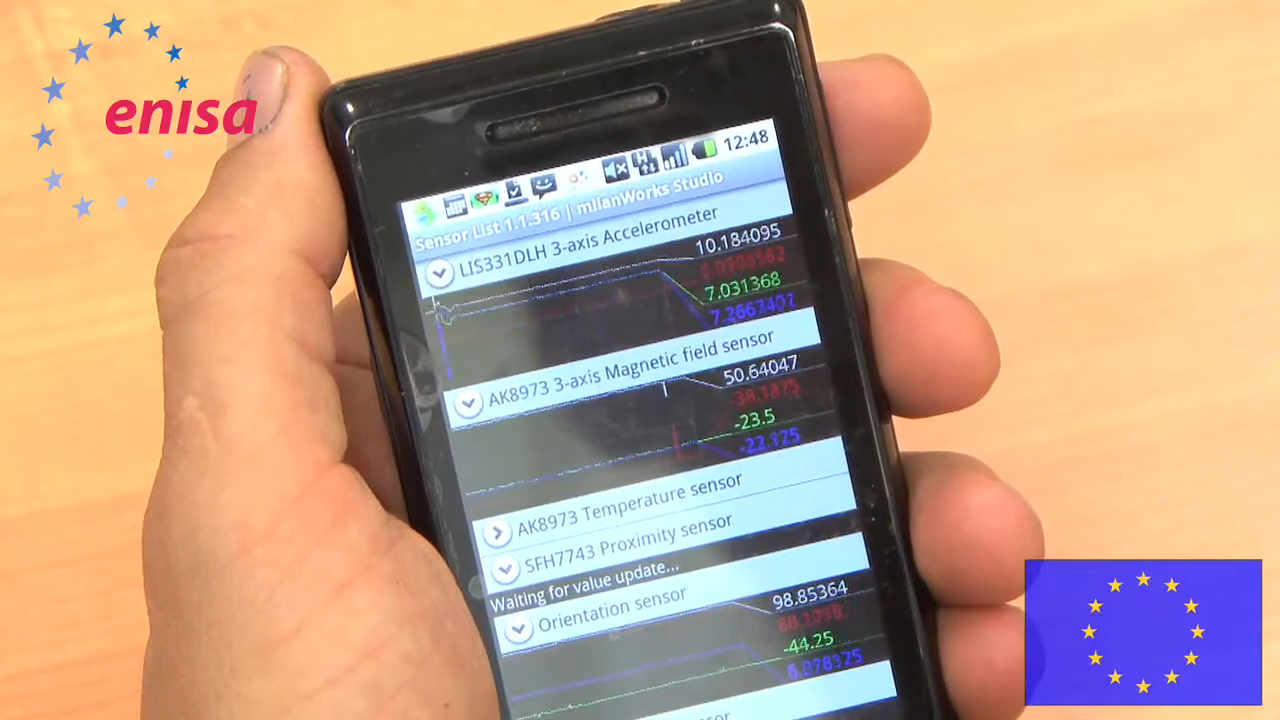 enisa
12:48
Sensor List 1.1.316 | milanWorks Studio
LIS331DLH 3-axis Accelerometer
10.184095
7.031368
7.2663407
AK8973 3-axis Magnetic field sensor
50.64047
-23.5
AK8973 Temperature sensor
SFH7743 Proximity sensor
Waiting for value update...
Orientation sensor
98.85364
-44.25
6.078325